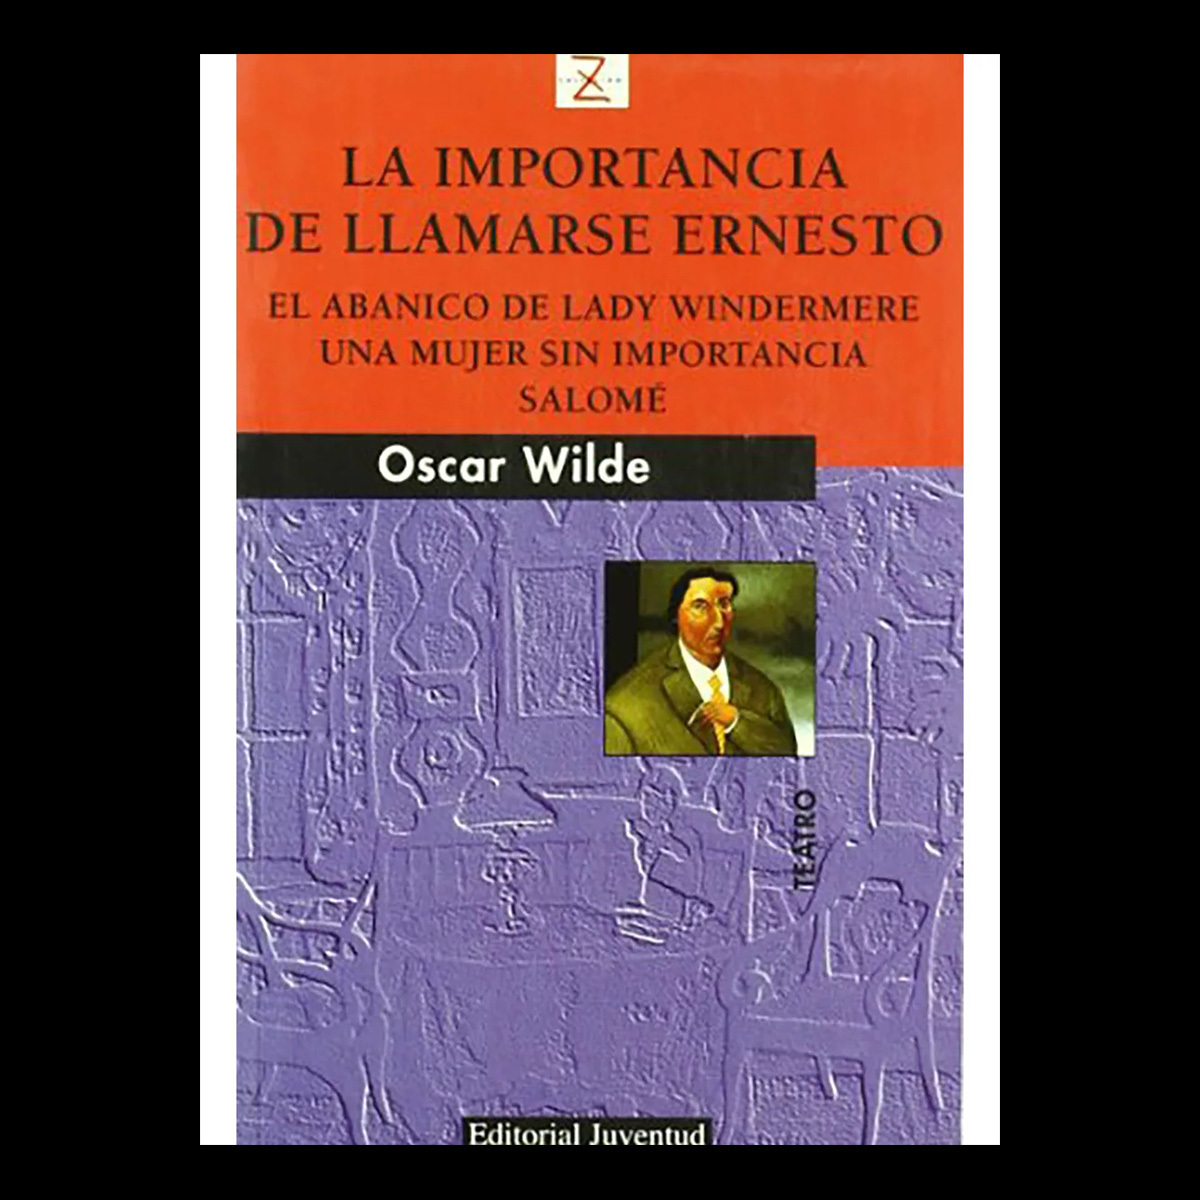 Z
LA IMPORTANCIA
DE LLAMARSE ERNESTO
EL ABANICO DE LADY WINDERMERE
UNA MUJER SIN IMPORTANCIA
SALOMÉ
Oscar Wilde
TEATRO
Editorial Juventud